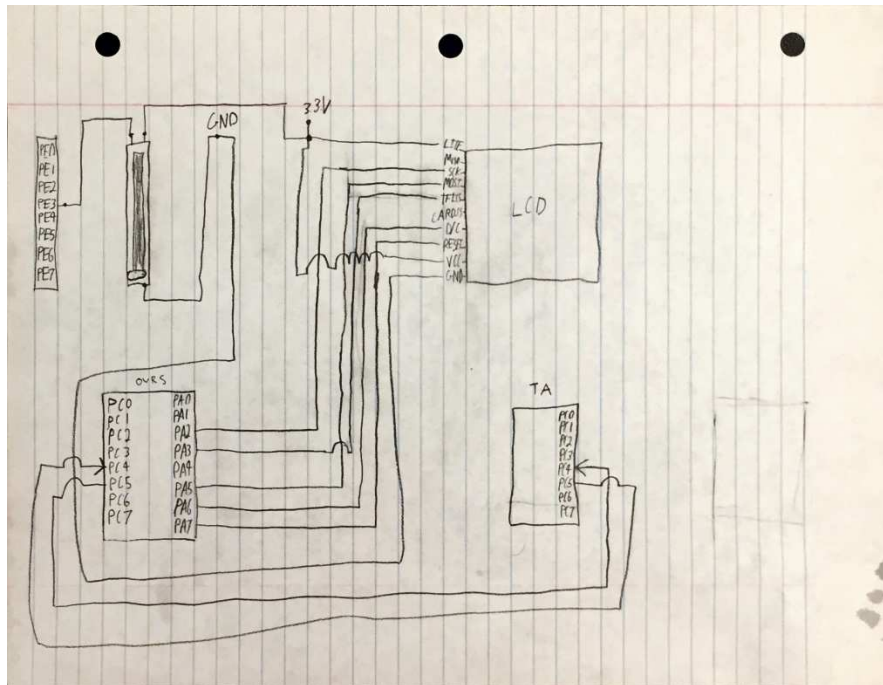 3.3V
GND
PE0
PE1
PE2
PE3
PE4
PE5
PE6
PE7
LITE
MISO
SCK
MOSI
TFTCS
CARDCS
D/C
RESET
VCC
GND
LCD
OURS
PC0
PC1
PC2
PC3
PC4
PC5
PC6
PC7
PA0
PA1
PA2
PA3
PA4
PA5
PA6
PA7
TA
PC0
PC1
PC2
PC3
PC4
PC5
PC6
PC7